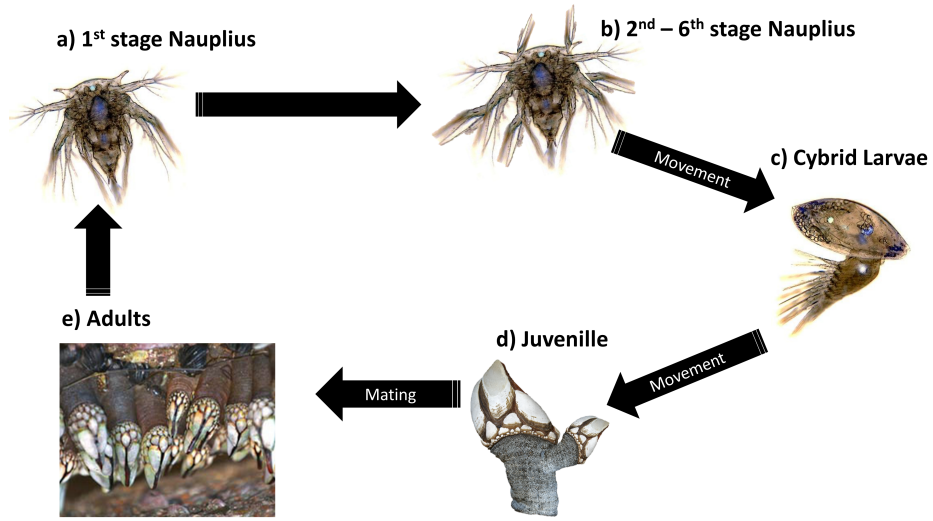 a) 1st stage Nauplius
b) 2nd – 6th stage Nauplius
Movement
c) Cybrid Larvae
Movement
d) Juvenille
Mating
e) Adults